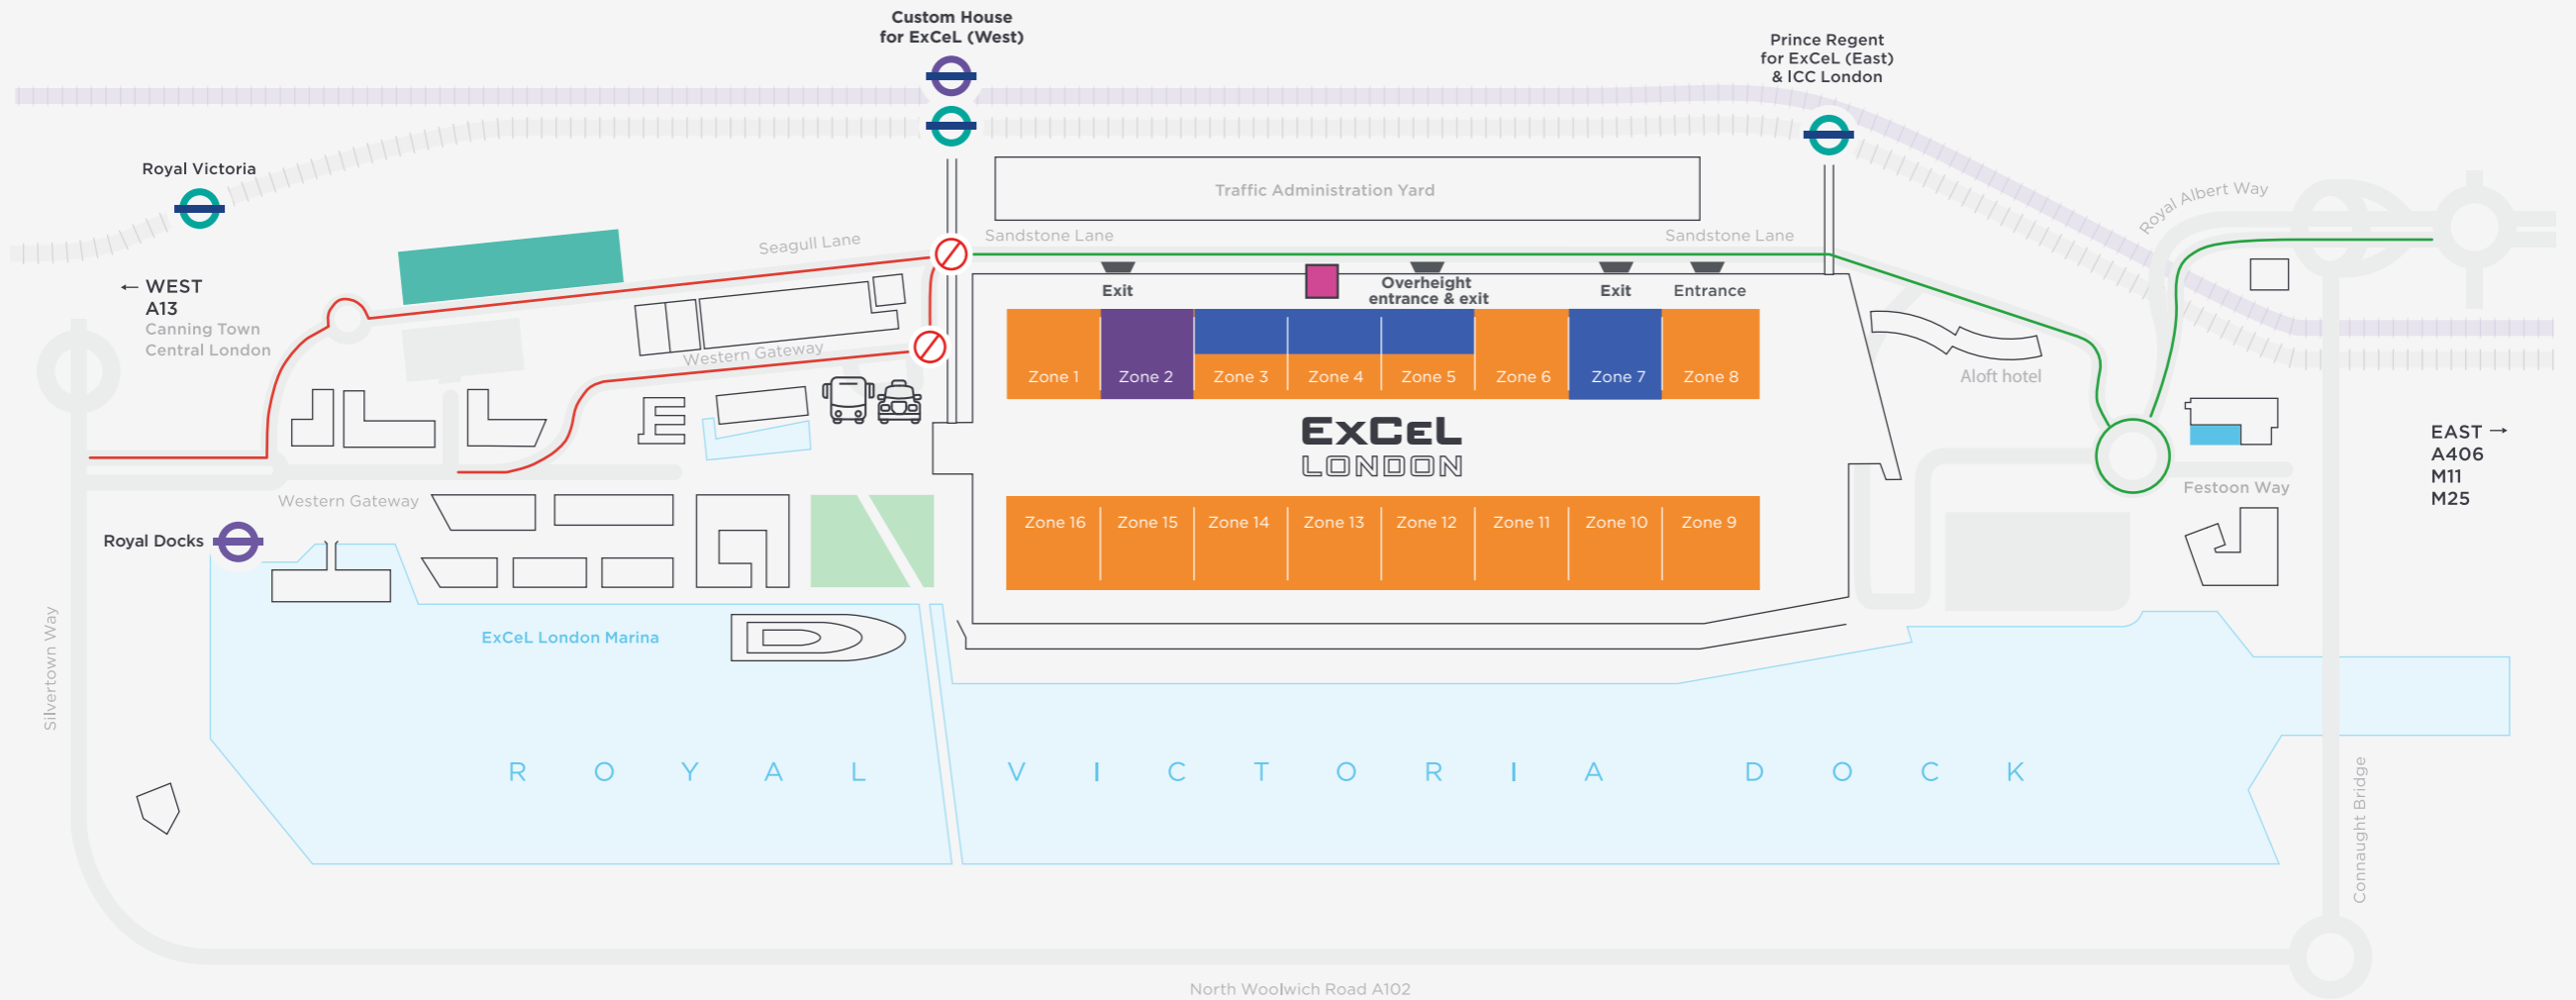 Custom House
for ExCeL (West)
Prince Regent
for ExCeL (East)
& ICC London
Royal Victoria
Traffic Administration Yard
Royal Albert Way
Seagull Lane
Sandstone Lane
Sandstone Lane
← WEST
A13
Canning Town
Central London
Exit
Overheight
entrance & exit
Exit
Entrance
Western Gateway
Zone 1
Zone 2
Zone 3
Zone 4
Zone 5
Zone 6
Zone 7
Zone 8
Aloft hotel
ExCeL
LONDON
EAST →
A406
M11
M25
Western Gateway
Festoon Way
Zone 16
Zone 15
Zone 14
Zone 13
Zone 12
Zone 11
Zone 10
Zone 9
Royal Docks
ExCeL London Marina
Silvertown Way
ROYAL VICTORIA DOCK
Connaught Bridge
North Woolwich Road A102